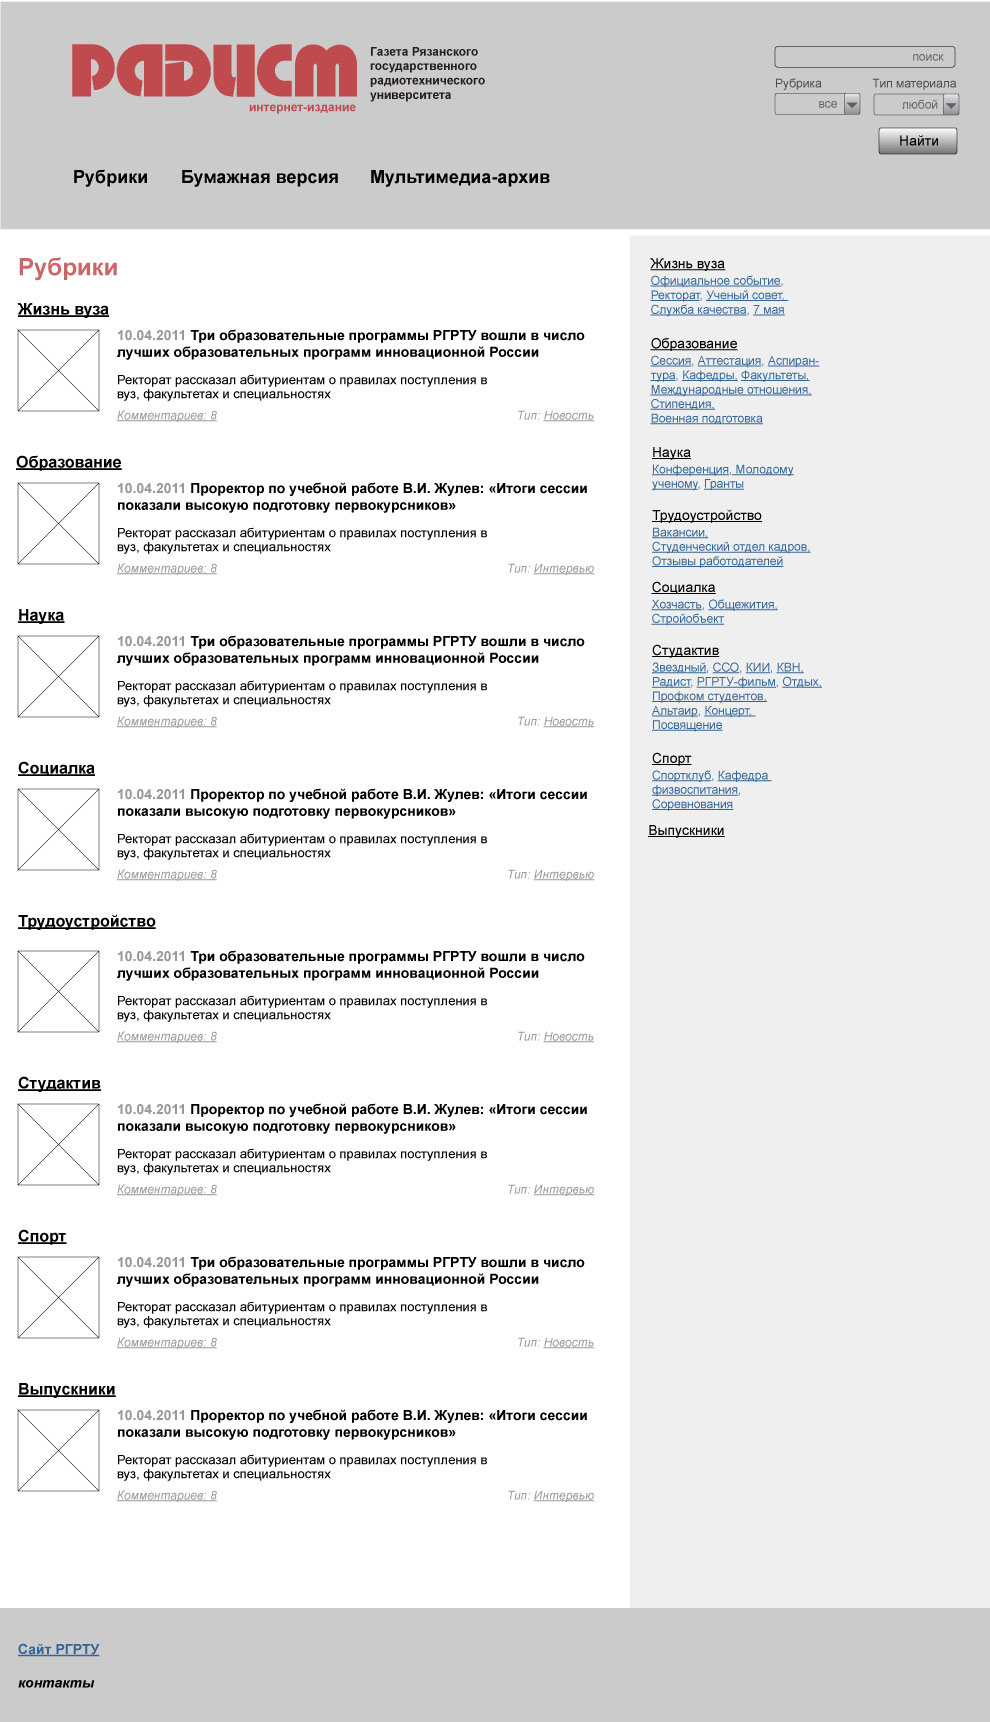 РАДИСТ
интернет-издание
Газета Рязанского
государственного
радиотехнического
университета
поиск
Рубрика
Тип материала
все
любой
Найти
Рубрики
Бумажная версия
Мультимедиа-архив
Рубрики
Жизнь вуза
10.04.2011 Три образовательные программы РГРТУ вошли в число
лучших образовательных программ инновационной России
Ректорат рассказал абитуриентам о правилах поступления в
вуз, факультетах и специальностях
Комментариев: 8
Тип: Новость
Образование
10.04.2011 Проректор по учебной работе В.И. Жулев: «Итоги сессии
показали высокую подготовку первокурсников»
Ректорат рассказал абитуриентам о правилах поступления в
вуз, факультетах и специальностях
Комментариев: 8
Тип: Интервью
Наука
10.04.2011 Три образовательные программы РГРТУ вошли в число
лучших образовательных программ инновационной России
Ректорат рассказал абитуриентам о правилах поступления в
вуз, факультетах и специальностях
Комментариев: 8
Тип: Новость
Социалка
10.04.2011 Проректор по учебной работе В.И. Жулев: «Итоги сессии
показали высокую подготовку первокурсников»
Ректорат рассказал абитуриентам о правилах поступления в
вуз, факультетах и специальностях
Комментариев: 8
Тип: Интервью
Трудоустройство
10.04.2011 Три образовательные программы РГРТУ вошли в число
лучших образовательных программ инновационной России
Ректорат рассказал абитуриентам о правилах поступления в
вуз, факультетах и специальностях
Комментариев: 8
Тип: Новость
Студактив
10.04.2011 Проректор по учебной работе В.И. Жулев: «Итоги сессии
показали высокую подготовку первокурсников»
Ректорат рассказал абитуриентам о правилах поступления в
вуз, факультетах и специальностях
Комментариев: 8
Тип: Интервью
Спорт
10.04.2011 Три образовательные программы РГРТУ вошли в число
лучших образовательных программ инновационной России
Ректорат рассказал абитуриентам о правилах поступления в
вуз, факультетах и специальностях
Комментариев: 8
Тип: Новость
Выпускники
10.04.2011 Проректор по учебной работе В.И. Жулев: «Итоги сессии
показали высокую подготовку первокурсников»
Ректорат рассказал абитуриентам о правилах поступления в
вуз, факультетах и специальностях
Комментариев: 8
Тип: Интервью
Жизнь вуза
Официальное событие,
Ректорат, Ученый совет,
Служба качества, 7 мая
Образование
Сессия, Аттестация, Аспиран-
тура, Кафедры, Факультеты,
Международные отношения,
Стипендия,
Военная подготовка
Наука
Конференция, Молодому
ученому, Гранты
Трудоустройство
Вакансии,
Студенческий отдел кадров,
Отзывы работодателей
Социалка
Хозчасть, Общежития,
Стройобъект
Студактив
Звездный, ССО, КИИ, КВН,
Радист, РГРТУ-фильм, Отдых,
Профком студентов,
Альтаир, Концерт,
Посвящение
Спорт
Спортклуб, Кафедра
физвоспитания,
Соревнования
Выпускники
Сайт РГРТУ
контакты